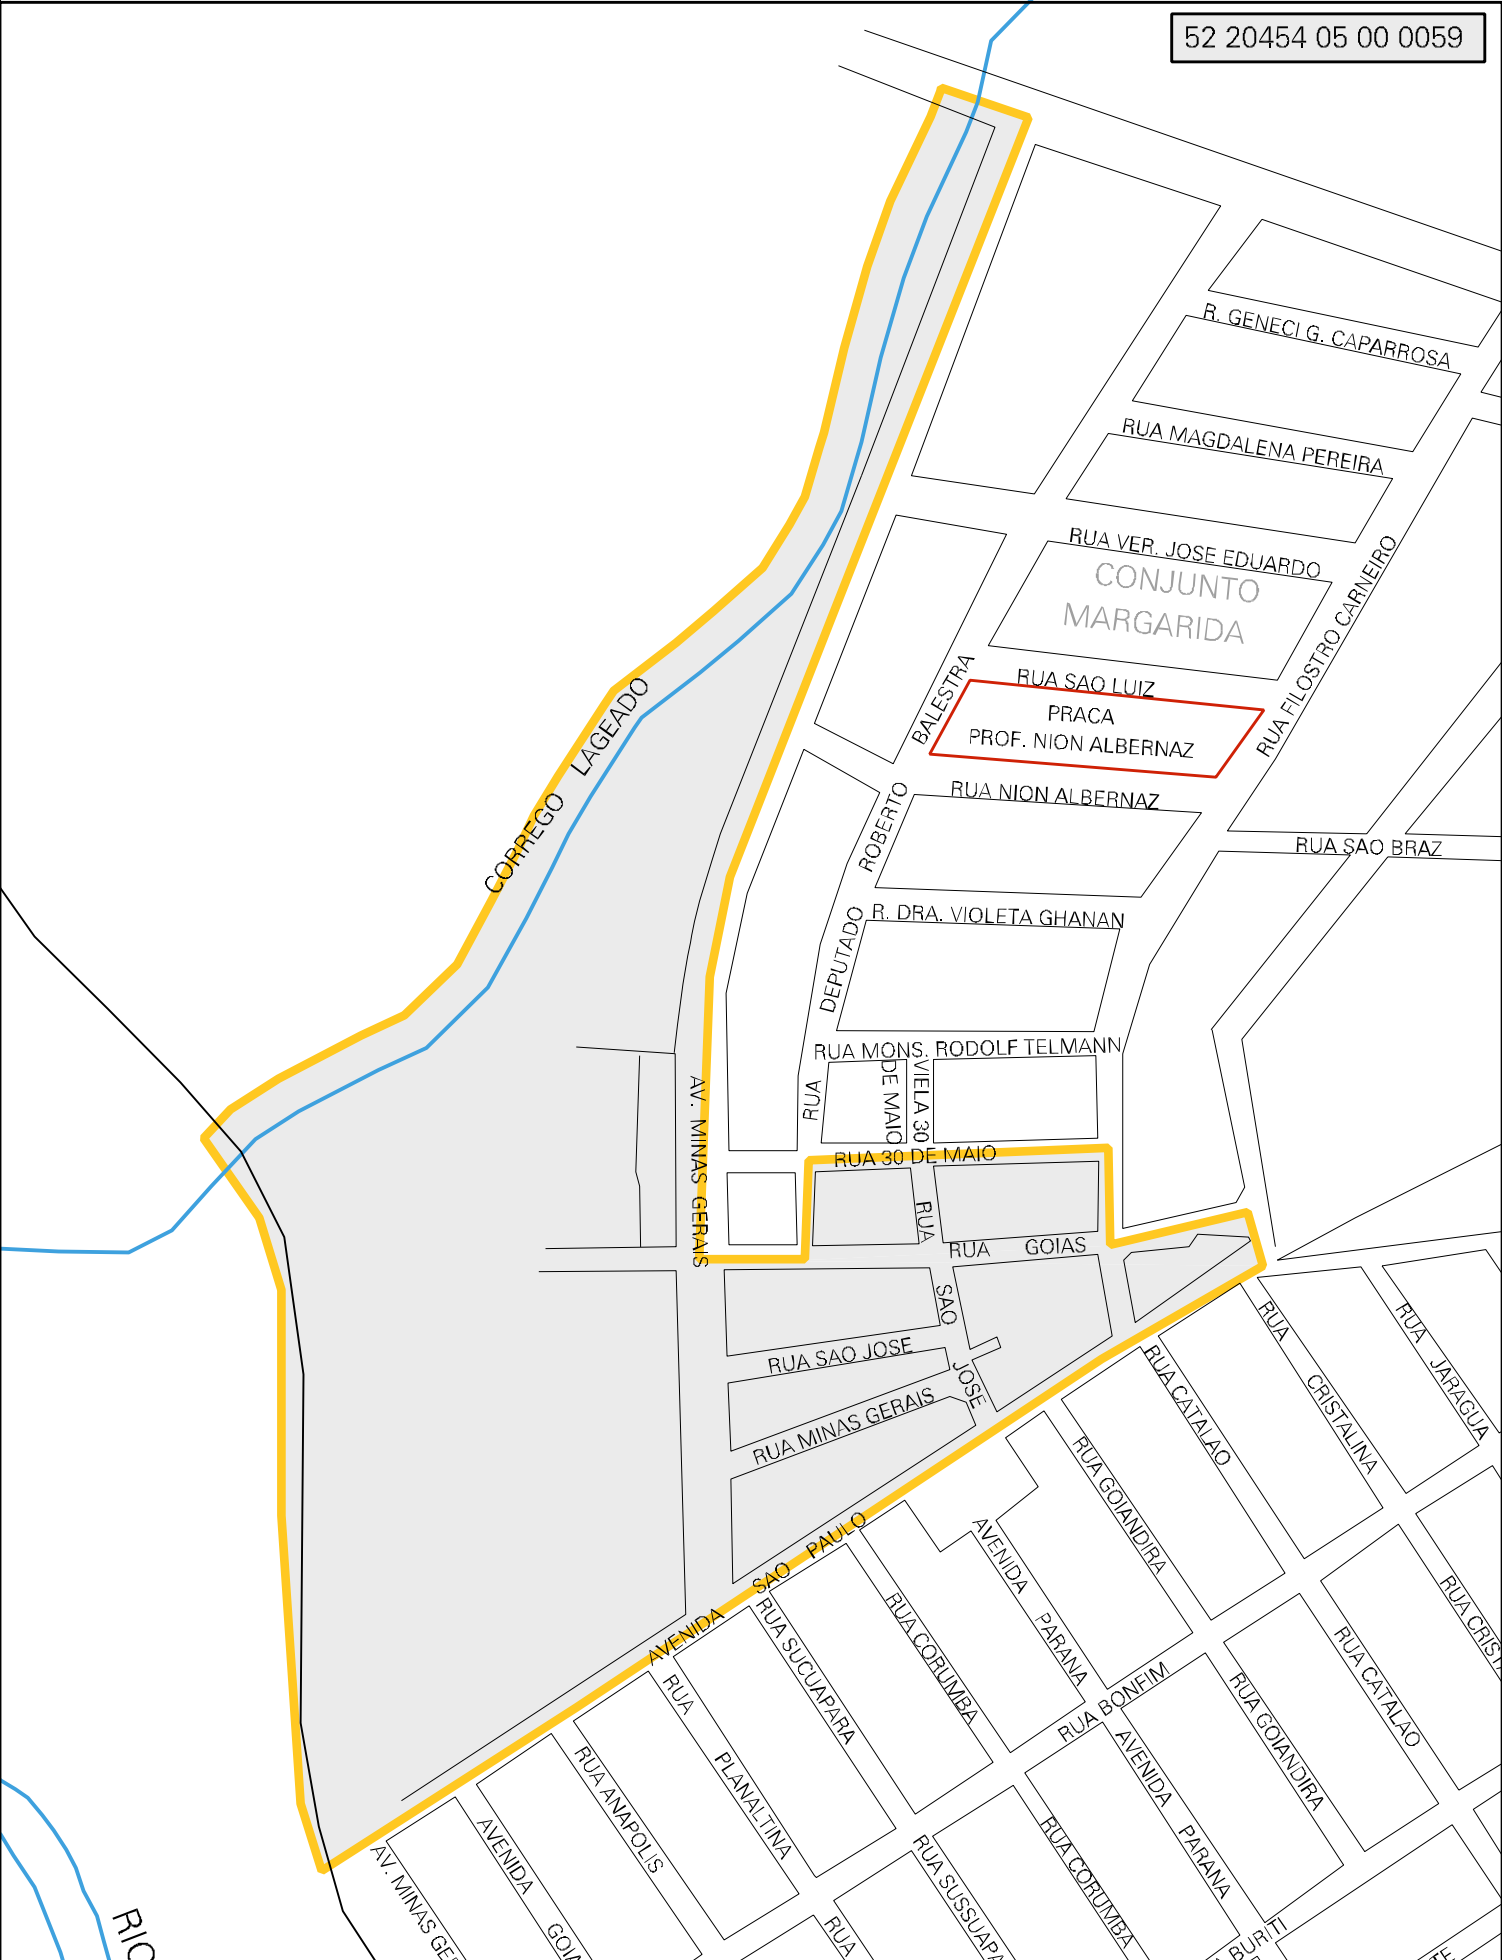 52 20454 05 00 0059
R. GENECI G. CAPARROSA
RUA MAGDALENA PEREIRA
RUA VER. JOSE EDUARDO
CONJUNTO
MARGARIDA
RUA FILOSTRO CARNEIRO
RUA SAO LUIZ
PRACA
PROF. NION ALBERNAZ
RUA DEPUTADO ROBERTO BALESTRA
RUA NION ALBERNAZ
RUA SAO BRAZ
CORREGO LAGEADO
R. DRA. VIOLETA GHANAN
RUA MONS. RODOLF TELMANN
VIELA 30
DE MAIO
AV. MINAS GERAIS
RUA 30 DE MAIO
RUA SAO JOSE
RUA GOIAS
RUA SAO JOSE
RUA MINAS GERAIS
AVENIDA SAO PAULO
RUA CRISTALINA
RUA JARAGUA
RUA CATALAO
RUA GOIANDIRA
AVENIDA PARANA
RUA CORUMBA
RUA SUCUAPARA
RUA PLANALTINA
RUA ANAPOLIS
AVENIDA GOIA
AV. MINAS GE
RUA BONFIM
RUA CRISTA
RUA CATALAO
RUA GOIANDIRA
AVENIDA PARANA
RUA CORUMBA
RUA SUSSUAPA
RUA
BURITI
RIO